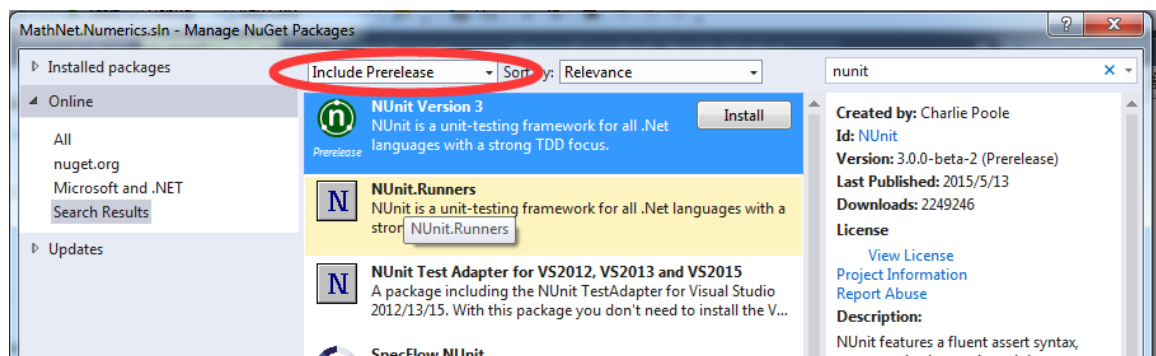 MathNet.Numerics.sln - Manage NuGet Packages
Installed packages
Online
All
nuget.org
Microsoft and .NET
Search Results
Updates
Include Prerelease
Sort by: Relevance
NUnit Version 3
NUnit is a unit-testing framework for all .Net
languages with a strong TDD focus.
Prerelease
Install
NUnit.Runners
NUnit is a unit-testing framework for all .Net languages with a
stron
NUnit.Runners
NUnit Test Adapter for VS2012, VS2013 and VS2015
A package including the NUnit TestAdapter for Visual Studio
2012/13/15. With this package you don't need to install the V...
SpecFlow NUnit
nunit
Created by: Charlie Poole
Id: NUnit
Version: 3.0.0-beta-2 (Prerelease)
Last Published: 2015/5/13
Downloads: 2249246
License
View License
Project Information
Report Abuse
Description:
NUnit features a fluent assert syntax,